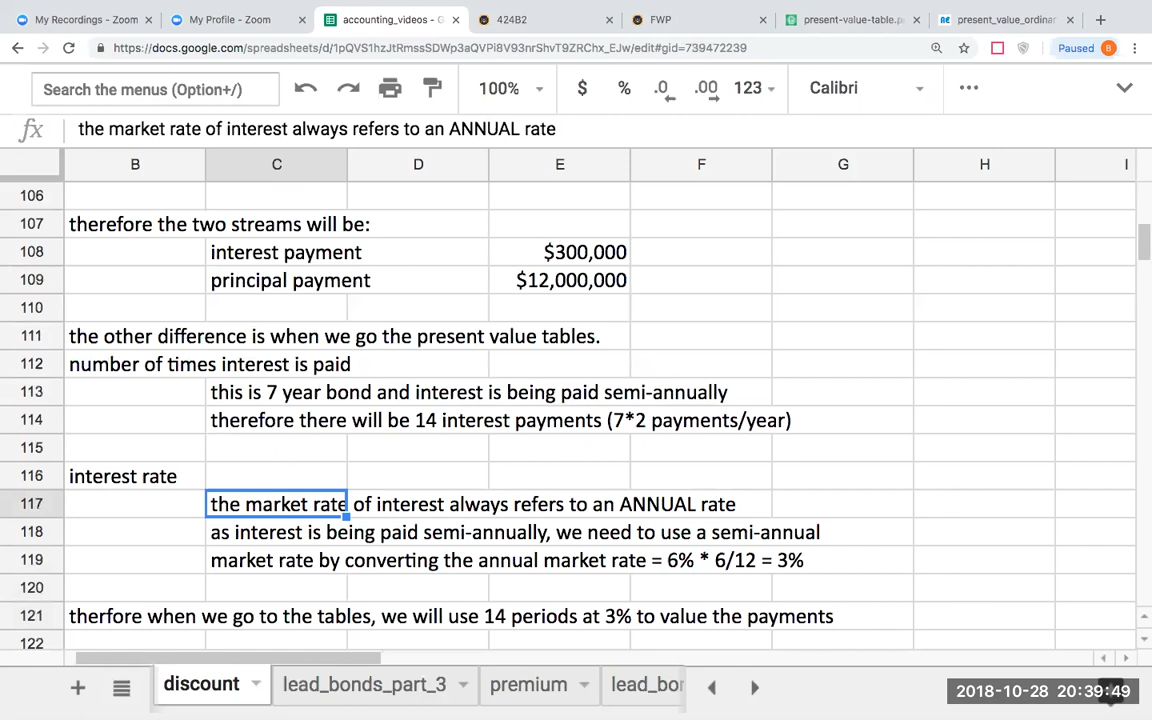 My Recordings - Zoom
My Profile - Zoom
accounting_videos - G
424B2
FWP
present-value-table.p
AE present_value_ordinar
https://docs.google.com/spreadsheets/d/1pQVS1hzJtRmssSDWp3aQVPi8V93nrShvT9ZRChx_EJw/edit#gid=739472239
Paused B
Search the menus (Option+/)
100%
$ % .0 .00 123
Calibri
fx the market rate of interest always refers to an ANNUAL rate
B C D E F G H I
106
107 therefore the two streams will be:
108 interest payment $300,000
109 principal payment $12,000,000
110
111 the other difference is when we go the present value tables.
112 number of times interest is paid
113 this is 7 year bond and interest is being paid semi-annually
114 therefore there will be 14 interest payments (7*2 payments/year)
115
116 interest rate
117 the market rate of interest always refers to an ANNUAL rate
118 as interest is being paid semi-annually, we need to use a semi-annual
119 market rate by converting the annual market rate = 6% * 6/12 = 3%
120
121 therfore when we go to the tables, we will use 14 periods at 3% to value the payments
122
discount lead_bonds_part_3 premium lead_bor
2018-10-28 20:39:49